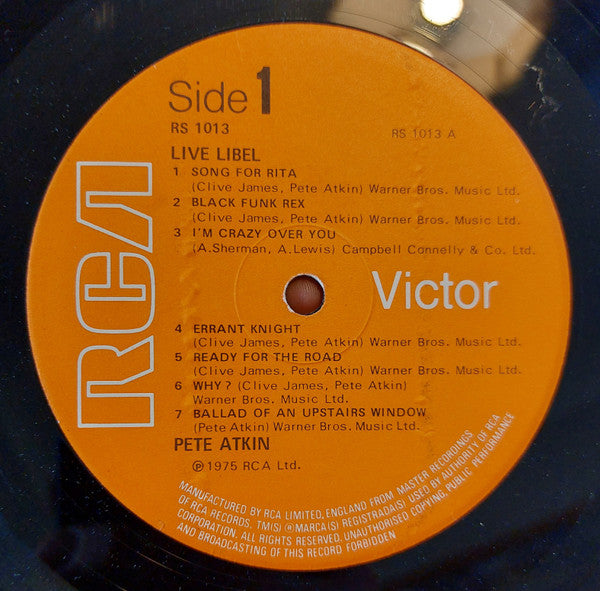 Side 1
RS 1013
RS 1013 A
LIVE LIBEL
1 SONG FOR RITA
(Clive James, Pete Atkin) Warner Bros. Music Ltd.
2 BLACK FUNK REX
(Clive James, Pete Atkin) Warner Bros. Music Ltd.
3 I'M CRAZY OVER YOU
(A.Sherman, A.Lewis) Campbell Connelly & Co. Ltd.
RCA
Victor
4 ERRANT KNIGHT
(Clive James, Pete Atkin) Warner Bros. Music Ltd.
5 READY FOR THE ROAD
(Clive James, Pete Atkin) Warner Bros. Music Ltd.
6 WHY? (Clive James, Pete Atkin)
Warner Bros. Music Ltd.
7 BALLAD OF AN UPSTAIRS WINDOW
(Pete Atkin) Warner Bros. Music Ltd.
PETE ATKIN
℗1975 RCA Ltd.
MANUFACTURED BY RCA LIMITED, ENGLAND FROM MASTER RECORDINGS
OF RCA RECORDS, TM(S) ® MARCA(S) REGISTRADA(S) USED BY AUTHORITY OF RCA
CORPORATION. ALL RIGHTS RESERVED. UNAUTHORISED COPYING, PUBLIC PERFORMANCE
AND BROADCASTING OF THIS RECORD FORBIDDEN